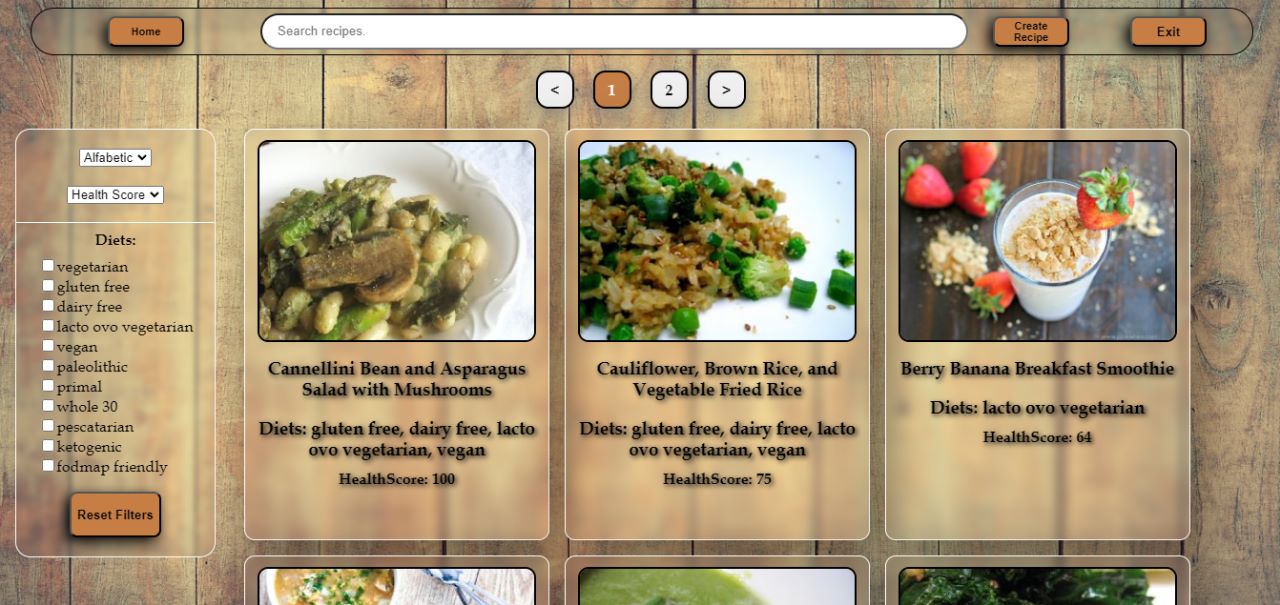 Home
Search recipes.
Create
Recipe
Exit
<
1
2
>
Alfabetic
Health Score
Diets:
vegetarian
gluten free
dairy free
lacto ovo vegetarian
vegan
paleolithic
primal
whole 30
pescatarian
ketogenic
fodmap friendly
Reset Filters
Cannellini Bean and Asparagus
Salad with Mushrooms
Diets: gluten free, dairy free, lacto
ovo vegetarian, vegan
HealthScore: 100
Cauliflower, Brown Rice, and
Vegetable Fried Rice
Diets: gluten free, dairy free, lacto
ovo vegetarian, vegan
HealthScore: 75
Berry Banana Breakfast Smoothie
Diets: lacto ovo vegetarian
HealthScore: 64